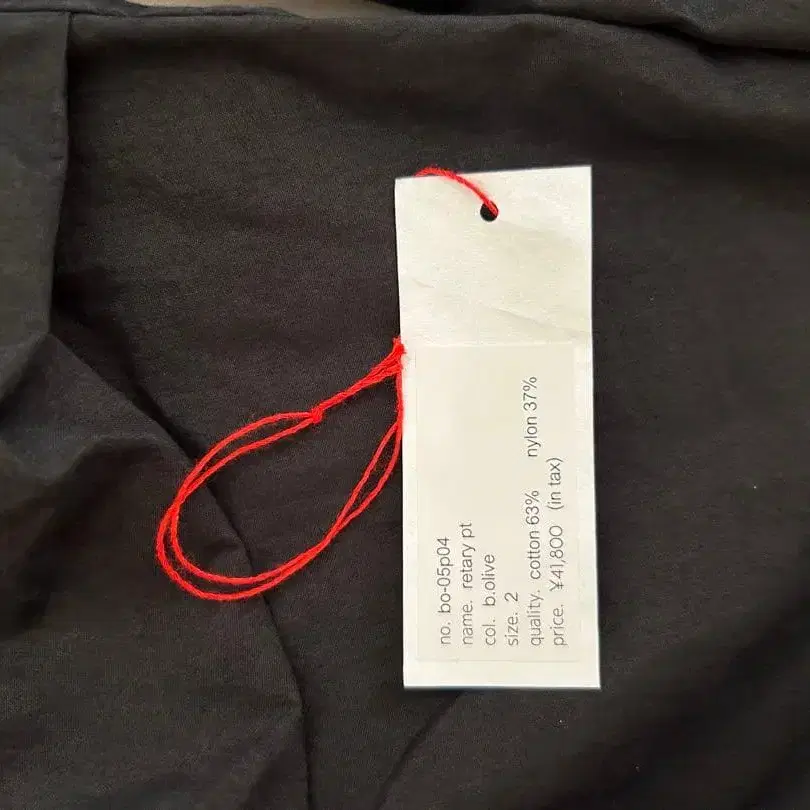 no. bo-05p04
name. retary pt
col. b.olive
size. 2
quality. cotton 63% nylon 37%
price. ¥41,800 (in tax)